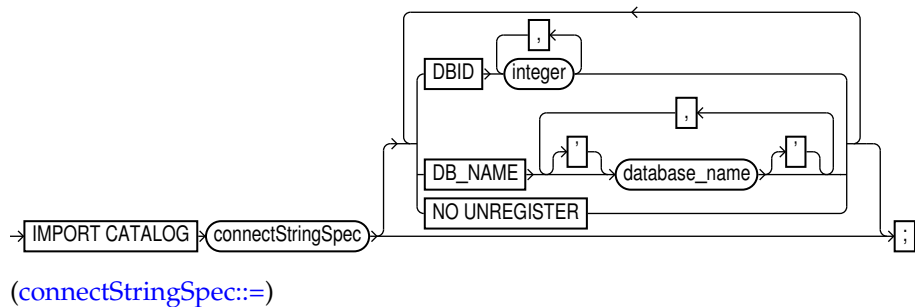 ,
DBID integer
,
DB_NAME ' database_name '
NO UNREGISTER
IMPORT CATALOG connectStringSpec ;
(connectStringSpec::=)